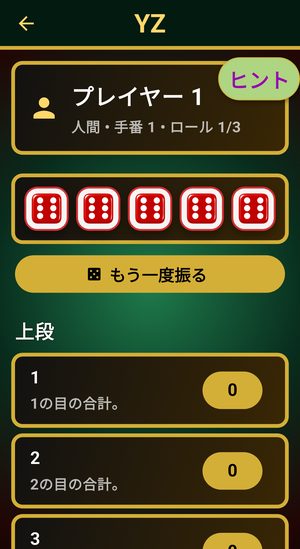 YZ
ヒント
プレイヤー 1
人間・手番 1・ロール 1/3
もう一度振る
上段
1
1の目の合計。
0
2
2の目の合計。
0
3